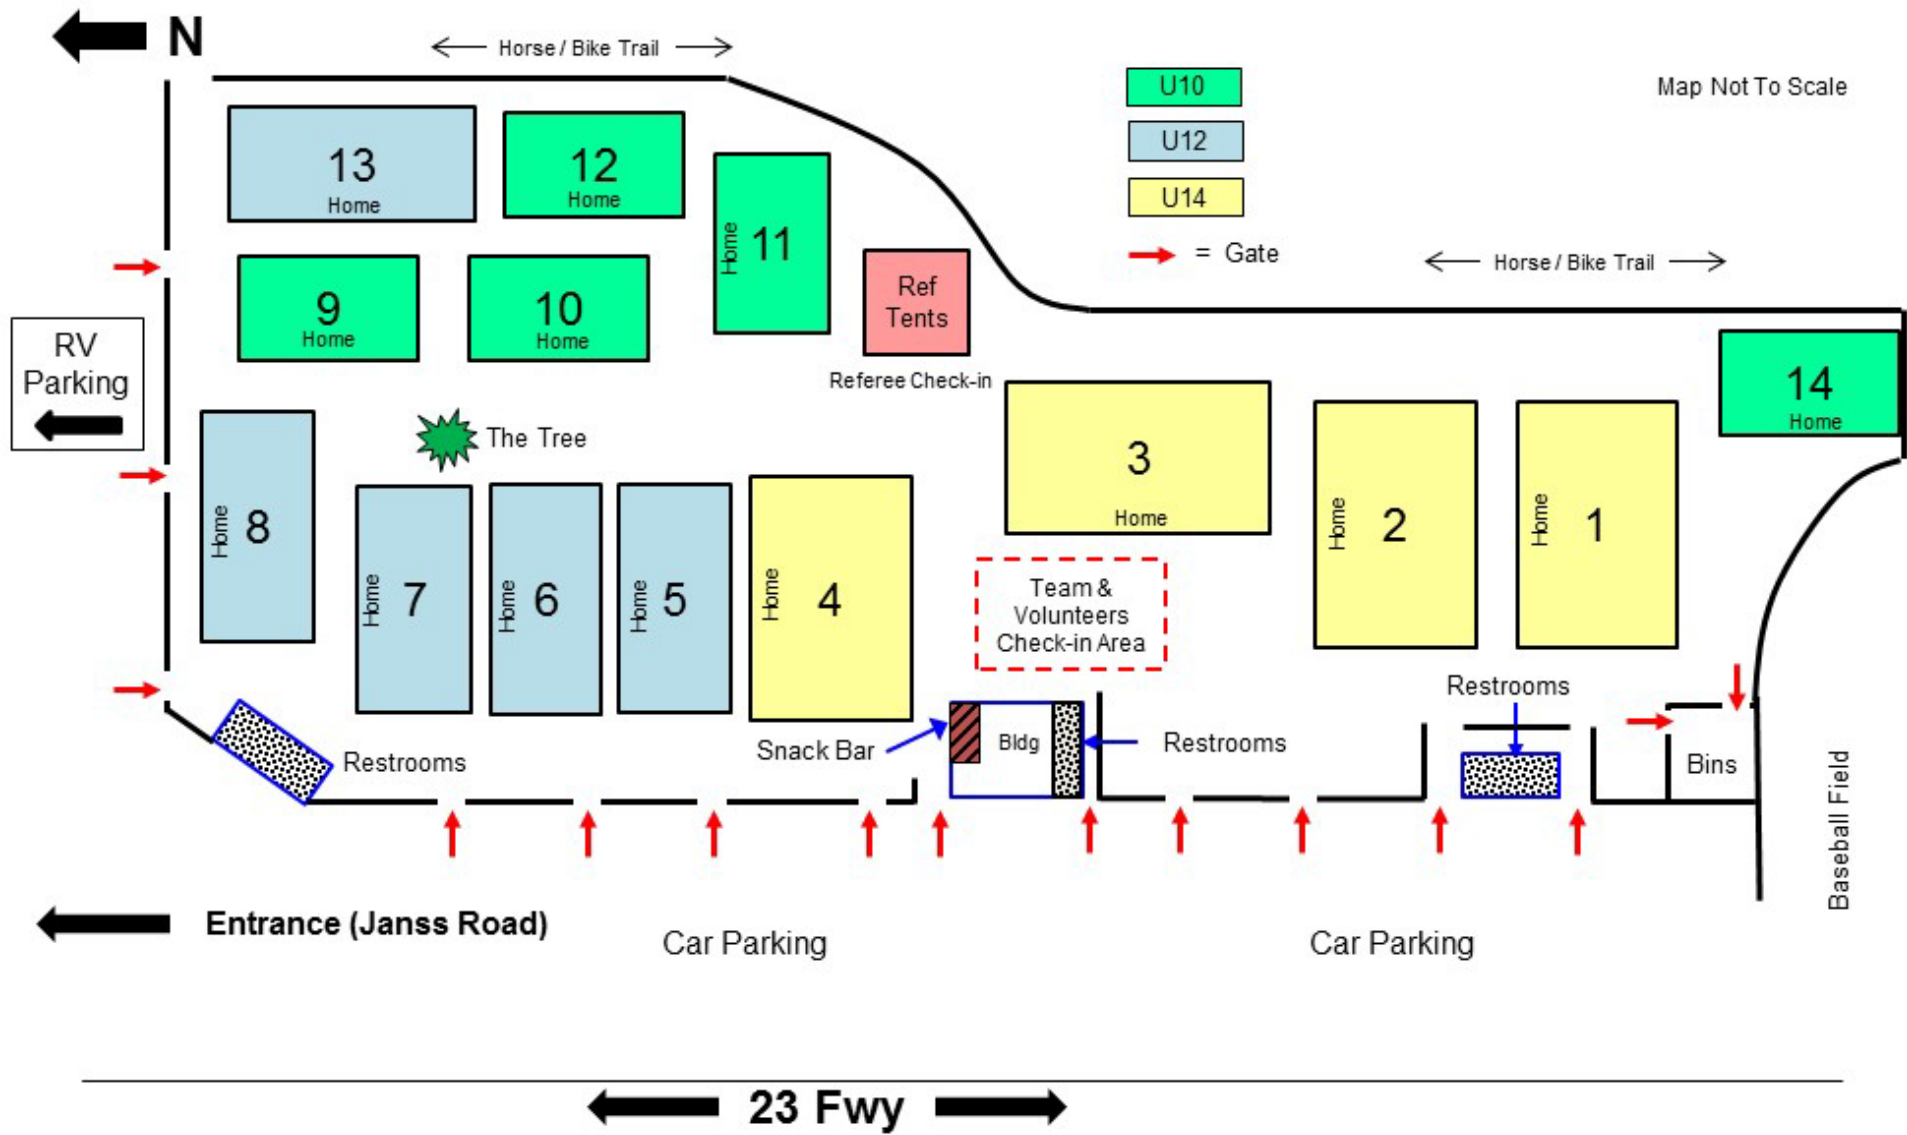 N
Horse / Bike Trail
U10
Map Not To Scale
U12
U14
= Gate
Horse / Bike Trail
13
Home
12
Home
11
Home
9
Home
10
Home
Ref
Tents
Referee Check-in
RV
Parking
14
Home
The Tree
8
Home
7
Home
6
Home
5
Home
4
Home
3
Home
2
Home
1
Home
Team &
Volunteers
Check-in Area
Restrooms
Snack Bar
Bldg
Restrooms
Restrooms
Bins
Baseball Field
Entrance (Janss Road)
Car Parking
Car Parking
23 Fwy